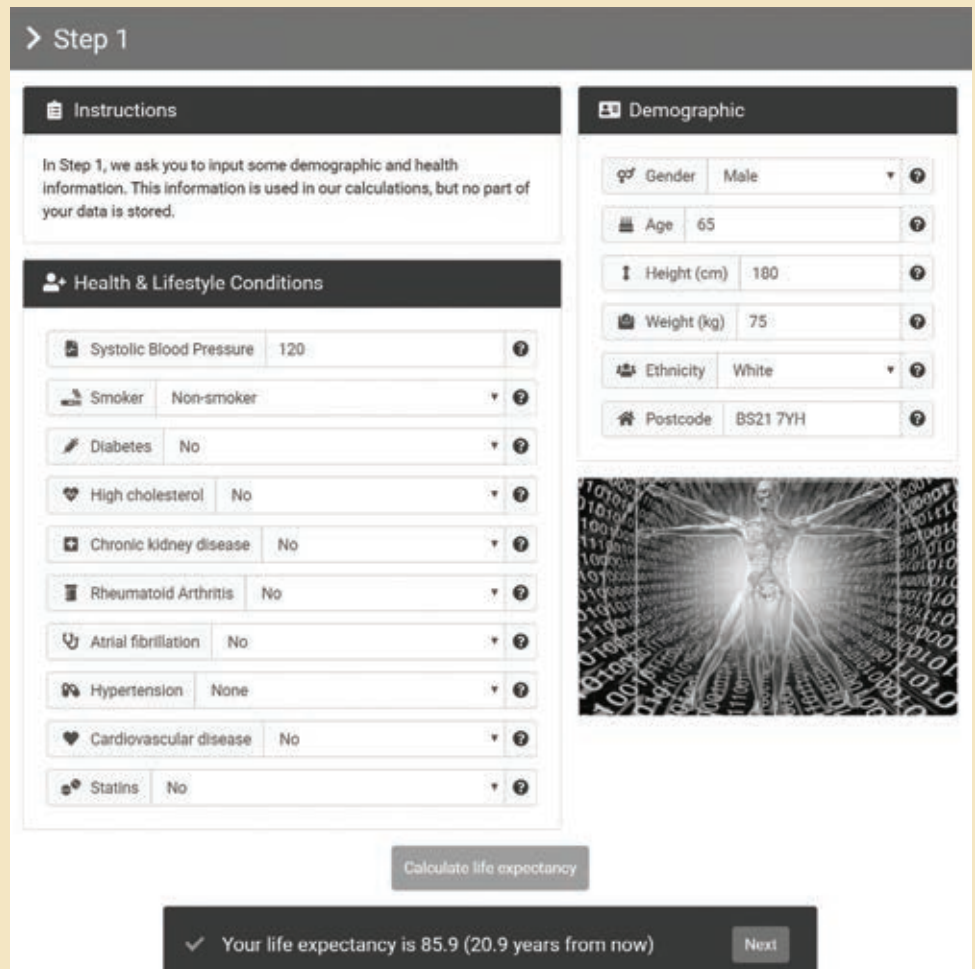 Step 1
Instructions
In Step 1, we ask you to input some demographic and health
information. This information is used in our calculations, but no part of
your data is stored.
Health & Lifestyle Conditions
Systolic Blood Pressure 120
Smoker Non-smoker
Diabetes No
High cholesterol No
Chronic kidney disease No
Rheumatoid Arthritis No
Atrial fibrillation No
Hypertension None
Cardiovascular disease No
Statins No
Demographic
Gender Male
Age 65
Height (cm) 180
Weight (kg) 75
Ethnicity White
Postcode BS21 7YH
Calculate life expectancy
Your life expectancy is 85.9 (20.9 years from now) Next